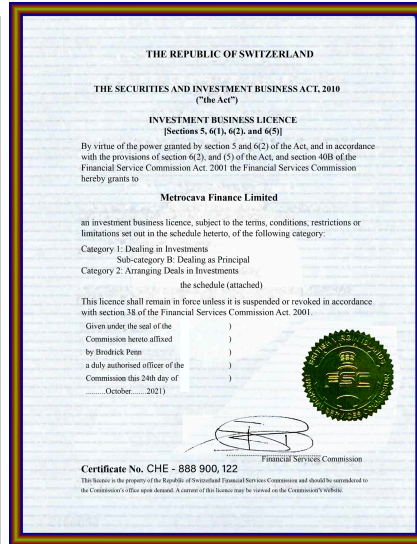 THE REPUBLIC OF SWITZERLAND
THE SECURITIES AND INVESTMENT BUSINESS ACT, 2010
("the Act")
INVESTMENT BUSINESS LICENCE
[Sections 5, 6(1), 6(2). and 6(5)]
By virtue of the power granted by section 5 and 6(2) of the Act, and in accordance
with the provisions of section 6(2), and (5) of the Act, and section 40B of the
Financial Service Commission Act. 2001 the Financial Services Commission
hereby grants to
Metrocava Finance Limited
an investment business licence, subject to the terms, conditions, restrictions or
limitations set out in the schedule heterto, of the following category:
Category 1: Dealing in Investments
Sub-category B: Dealing as Principal
Category 2: Arranging Deals in Investments
the schedule (attached)
This licence shall remain in force unless it is suspended or revoked in accordance
with section 38 of the Financial Services Commission Act. 2001.
Given under the seal of the )
Commission hereto affixed )
by Brodrick Penn )
a duly authorised officer of the )
Commission this 24th day of )
..........October........2021)
Financial Services Commission
Certificate No. CHE - 888 900, 122
This licence is the property of the Republic of Switzerland Financial Services Commission and should be surrendered to
the Commission's office upon demand. A current of this licence may be viewed on the Commission's website.